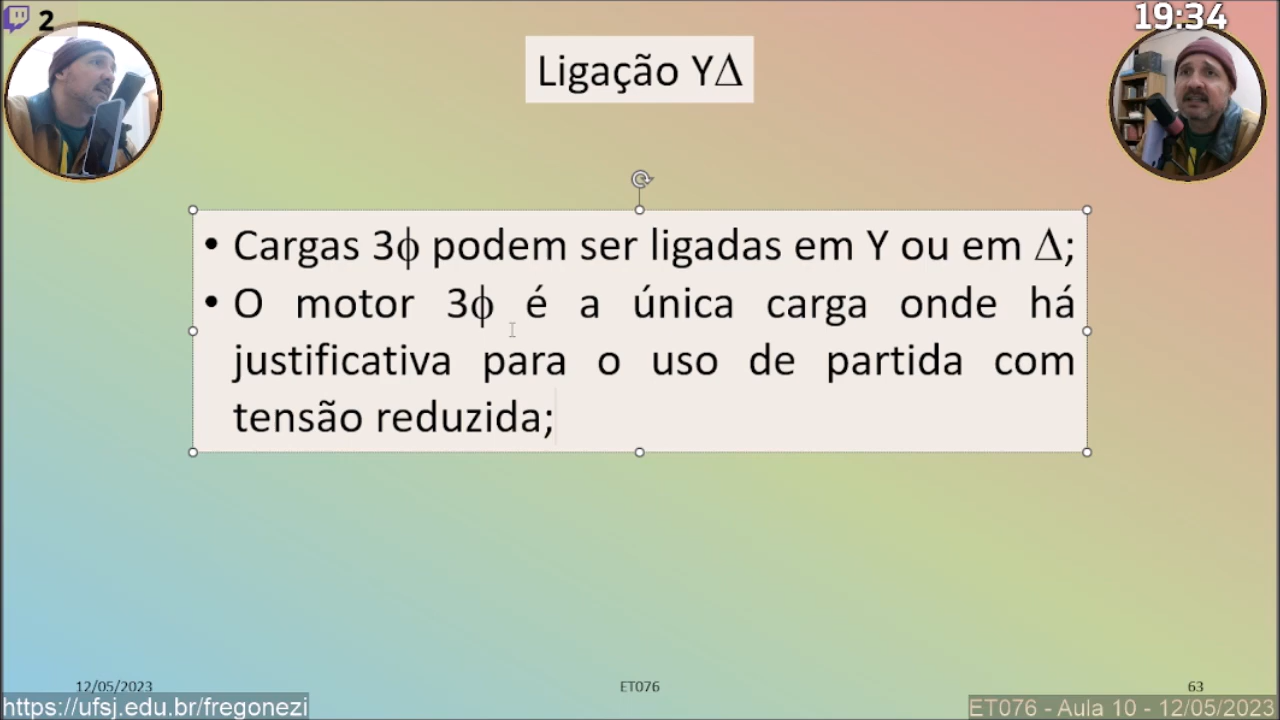 2
19:34
Ligação YΔ
• Cargas 3ϕ podem ser ligadas em Y ou em Δ;
• O motor 3ϕ é a única carga onde há
justificativa para o uso de partida com
tensão reduzida;
12/05/2023
ET076
63
https://ufsj.edu.br/fregonezi
ET076 - Aula 10 - 12/05/2023